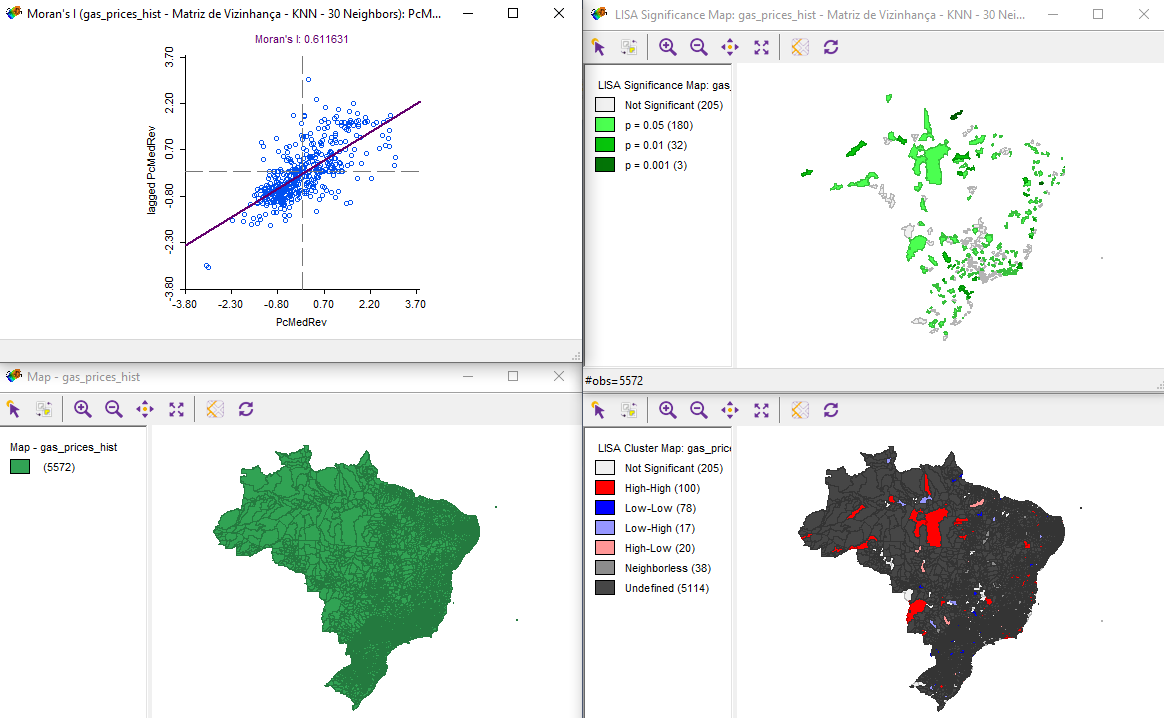 Moran's I (gas_prices_hist - Matriz de Vizinhança - KNN - 30 Neighbors): PcM...
Moran's I: 0.611631
3.70
2.20
0.70
-0.80
-2.30
-3.80
lagged PcMedRev
-3.80 -2.30 -0.80 0.70 2.20 3.70
PcMedRev
LISA Significance Map: gas_prices_hist - Matriz de Vizinhança - KNN - 30 Nei...
LISA Significance Map: gas_
Not Significant (205)
p = 0.05 (180)
p = 0.01 (32)
p = 0.001 (3)
#obs=5572
Map - gas_prices_hist
Map - gas_prices_hist
(5572)
LISA Cluster Map: gas_price
Not Significant (205)
High-High (100)
Low-Low (78)
Low-High (17)
High-Low (20)
Neighborless (38)
Undefined (5114)